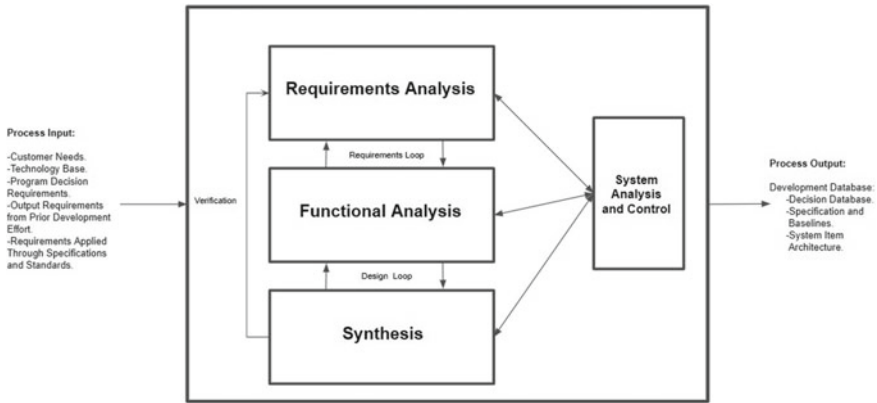 Process Input:
-Customer Needs.
-Technology Base.
-Program Decision
Requirements.
-Output Requirements
from Prior Development
Effort.
-Requirements Applied
Through Specifications
and Standards.
Verification
Requirements Analysis
Requirements Loop
Functional Analysis
Design Loop
Synthesis
System
Analysis
and Control
Process Output:
Development Database:
-Decision Database.
-Specification and
Baselines.
-System Item
Architecture.